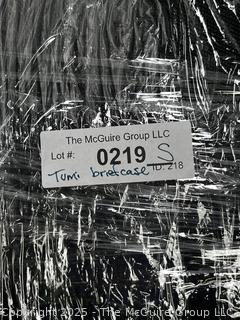 The McGuire Group LLC
Lot #: 0219 S
Tumi briefcase ID: 218
Copyright 2025 - The McGuire Group LLC